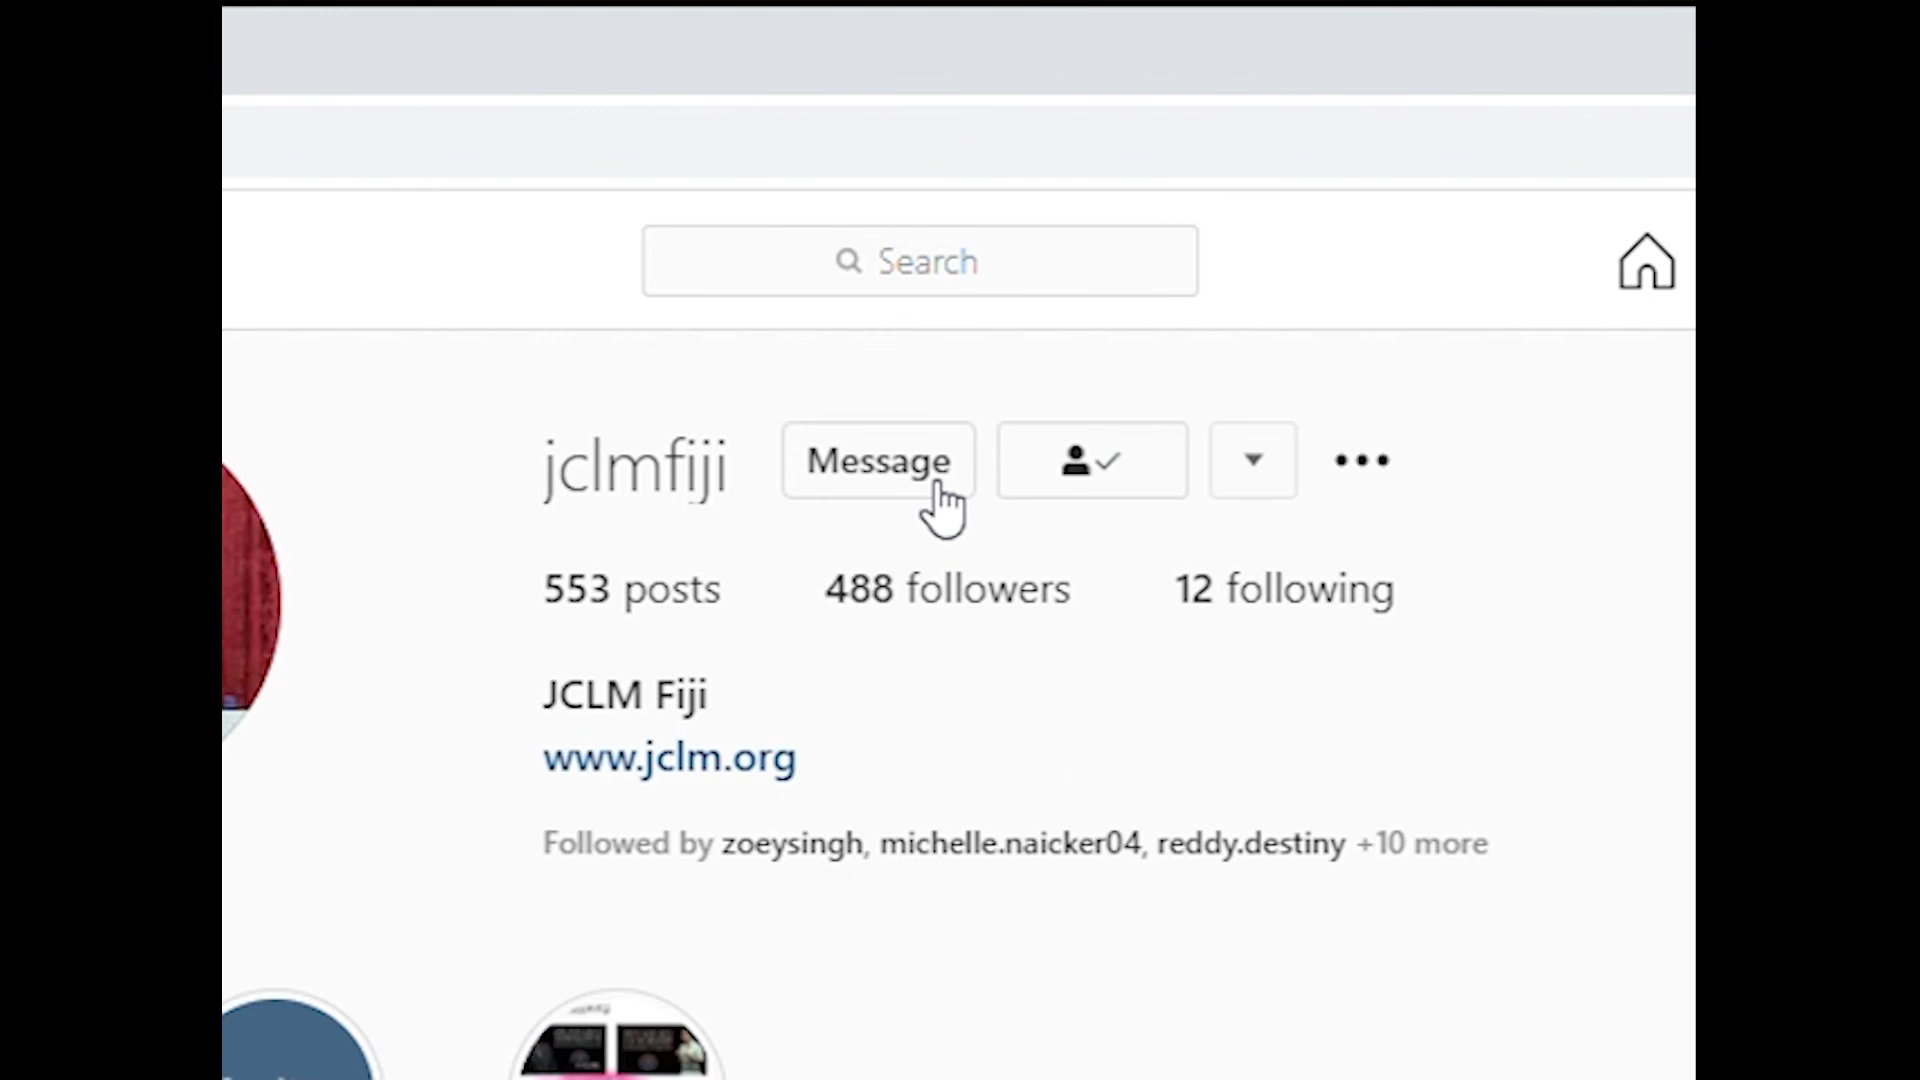 Search
jclmfiji Message
553 posts 488 followers 12 following
JCLM Fiji
www.jclm.org
Followed by zoeysingh, michelle.naicker04, reddy.destiny +10 more